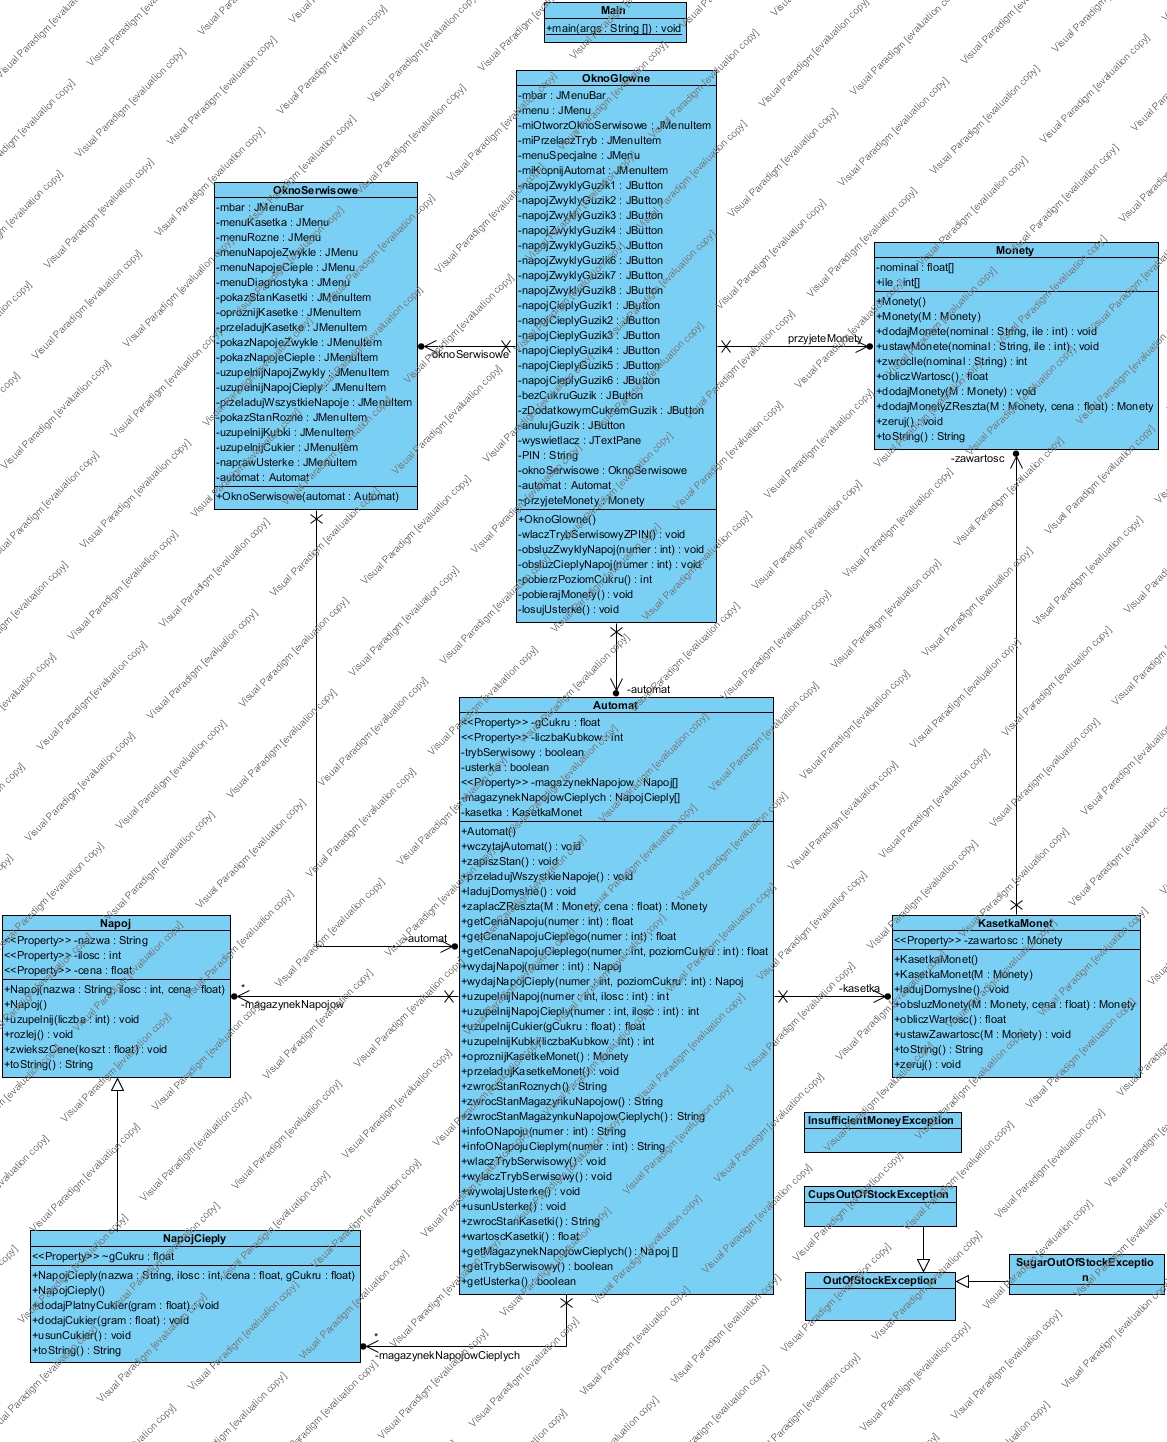 Main
+main(args : String []) : void
OknoGlowne
-mbar : JMenuBar
-menu : JMenu
-miOtworzOknoSerwisowe : JMenuItem
-miPrzelaczTryb : JMenuItem
-menuSpecjalne : JMenu
-miKopnijAutomat : JMenuItem
-napojZwyklyGuzik1 : JButton
-napojZwyklyGuzik2 : JButton
-napojZwyklyGuzik3 : JButton
-napojZwyklyGuzik4 : JButton
-napojZwyklyGuzik5 : JButton
-napojZwyklyGuzik6 : JButton
-napojZwyklyGuzik7 : JButton
-napojZwyklyGuzik8 : JButton
-napojCieplyGuzik1 : JButton
-napojCieplyGuzik2 : JButton
-napojCieplyGuzik3 : JButton
-napojCieplyGuzik4 : JButton
-napojCieplyGuzik5 : JButton
-napojCieplyGuzik6 : JButton
-bezCukruGuzik : JButton
-zDodatkowymCukremGuzik : JButton
-anulujGuzik : JButton
-wyswietlacz : JTextPane
-PIN : String
-oknoSerwisowe : OknoSerwisowe
-automat : Automat
~przyjeteMonety : Monety
+OknoGlowne()
-wlaczTrybSerwisowyZPIN() : void
-obsluzZwyklyNapoj(numer : int) : void
-obsluzCieplyNapoj(numer : int) : void
-pobierzPoziomCukru() : int
-pobierajMonety() : void
-losujUsterke() : void
OknoSerwisowe
-mbar : JMenuBar
-menuKasetka : JMenu
-menuRozne : JMenu
-menuNapojeZwykle : JMenu
-menuNapojeCieple : JMenu
-menuDiagnostyka : JMenu
-pokazStanKasetki : JMenuItem
-oproznijKasetke : JMenuItem
-przeladujKasetke : JMenuItem
-pokazNapojeZwykle : JMenuItem
-pokazNapojeCieple : JMenuItem
-uzupelnijNapojZwykly : JMenuItem
-uzupelnijNapojCieply : JMenuItem
-przeladujWszystkieNapoje : JMenuItem
-pokazStanRozne : JMenuItem
-uzupelnijKubki : JMenuItem
-uzupelnijCukier : JMenuItem
-naprawUsterke : JMenuItem
-automat : Automat
+OknoSerwisowe(automat : Automat)
-oknoSerwisowe
przyjeteMonety
Monety
-nominal : float[]
+ile : int[]
+Monety()
+Monety(M : Monety)
+dodajMonete(nominal : String, ile : int) : void
+ustawMonete(nominal : String, ile : int) : void
+zwrocIle(nominal : String) : int
+obliczWartosc() : float
+dodajMonety(M : Monety) : void
+dodajMonetyZReszta(M : Monety, cena : float) : Monety
+zeruj() : void
+toString() : String
-zawartosc
-automat
Automat
<<Property>> -gCukru : float
<<Property>> -liczbaKubkow : int
-trybSerwisowy : boolean
-usterka : boolean
<<Property>> -magazynekNapojow : Napoj[]
-magazynekNapojowCieplych : NapojCieply[]
-kasetka : KasetkaMonet
+Automat()
+wczytajAutomat() : void
+zapiszStan() : void
+przeladujWszystkieNapoje() : void
+ladujDomyslne() : void
+zaplacZReszta(M : Monety, cena : float) : Monety
+getCenaNapoju(numer : int) : float
+getCenaNapojuCieplego(numer : int) : float
+getCenaNapojuCieplego(numer : int, poziomCukru : int) : float
+wydajNapoj(numer : int) : Napoj
+wydajNapojCieply(numer : int, poziomCukru : int) : Napoj
+uzupelnijNapoj(numer : int, ilosc : int) : int
+uzupelnijNapojCieply(numer : int, ilosc : int) : int
+uzupelnijCukier(gCukru : float) : float
+uzupelnijKubki(liczbaKubkow : int) : int
+oproznijKasetkeMonet() : Monety
+przeladujKasetkeMonet() : void
+zwrocStanRoznych() : String
+zwrocStanMagazynkuNapojow() : String
+zwrocStanMagazynkuNapojowCieplych() : String
+infoONapoju(numer : int) : String
+infoONapojuCieplym(numer : int) : String
+wlaczTrybSerwisowy() : void
+wylaczTrybSerwisowy() : void
+wywolajUsterke() : void
+usunUsterke() : void
+zwrocStanKasetki() : String
+wartoscKasetki() : float
+getMagazynekNapojowCieplych() : Napoj []
+getTrybSerwisowy() : boolean
+getUsterka() : boolean
-automat
Napoj
<<Property>> -nazwa : String
<<Property>> -ilosc : int
<<Property>> -cena : float
+Napoj(nazwa : String, ilosc : int, cena : float)
+Napoj()
+uzupelnij(liczba : int) : void
+rozlej() : void
+zwiekszCene(koszt : float) : void
+toString() : String
*
-magazynekNapojow
-kasetka
KasetkaMonet
<<Property>> -zawartosc : Monety
+KasetkaMonet()
+KasetkaMonet(M : Monety)
+ladujDomyslne() : void
+obsluzMonety(M : Monety, cena : float) : Monety
+obliczWartosc() : float
+ustawZawartosc(M : Monety) : void
+toString() : String
+zeruj() : void
InsufficientMoneyException
CupsOutOfStockException
OutOfStockException
SugarOutOfStockExceptio
n
NapojCieply
<<Property>> ~gCukru : float
+NapojCieply(nazwa : String, ilosc : int, cena : float, gCukru : float)
+NapojCieply()
+dodajPlatnyCukier(gram : float) : void
+dodajCukier(gram : float) : void
+usunCukier() : void
+toString() : String
*
-magazynekNapojowCieplych
Visual Paradigm [evaluation copy]